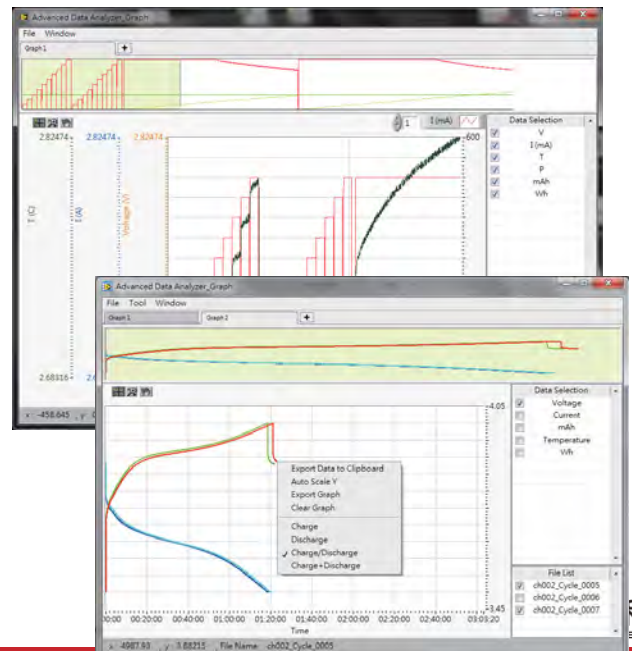 Advanced Data Analyzer_Graph
File Window
Graph 1 +
1 I (mA)
2.82474 2.82474 2.82474 600
T (C) I (A) Voltage (V)
Data Selection
V
I (mA)
T
P
mAh
Wh
2.68316
x: -458.645
Advanced Data Analyzer_Graph
File Tool Window
Graph 1 Graph 2 +
4.05
Data Selection
Voltage
Current
mAh
Temperature
Wh
Export Data to Clipboard
Auto Scale Y
Export Graph
Clear Graph
Charge
Discharge
Charge/Discharge
Charge+Discharge
File List
ch002_Cycle_0005
ch002_Cycle_0006
ch002_Cycle_0007
3.45
00:20:00 00:40:00 01:00:00 01:20:00 01:40:00 02:00:00 02:20:00 02:40:00 03:03:20
Time
x: 4987.93 y: 3.88215 File Name ch002_Cycle_0005